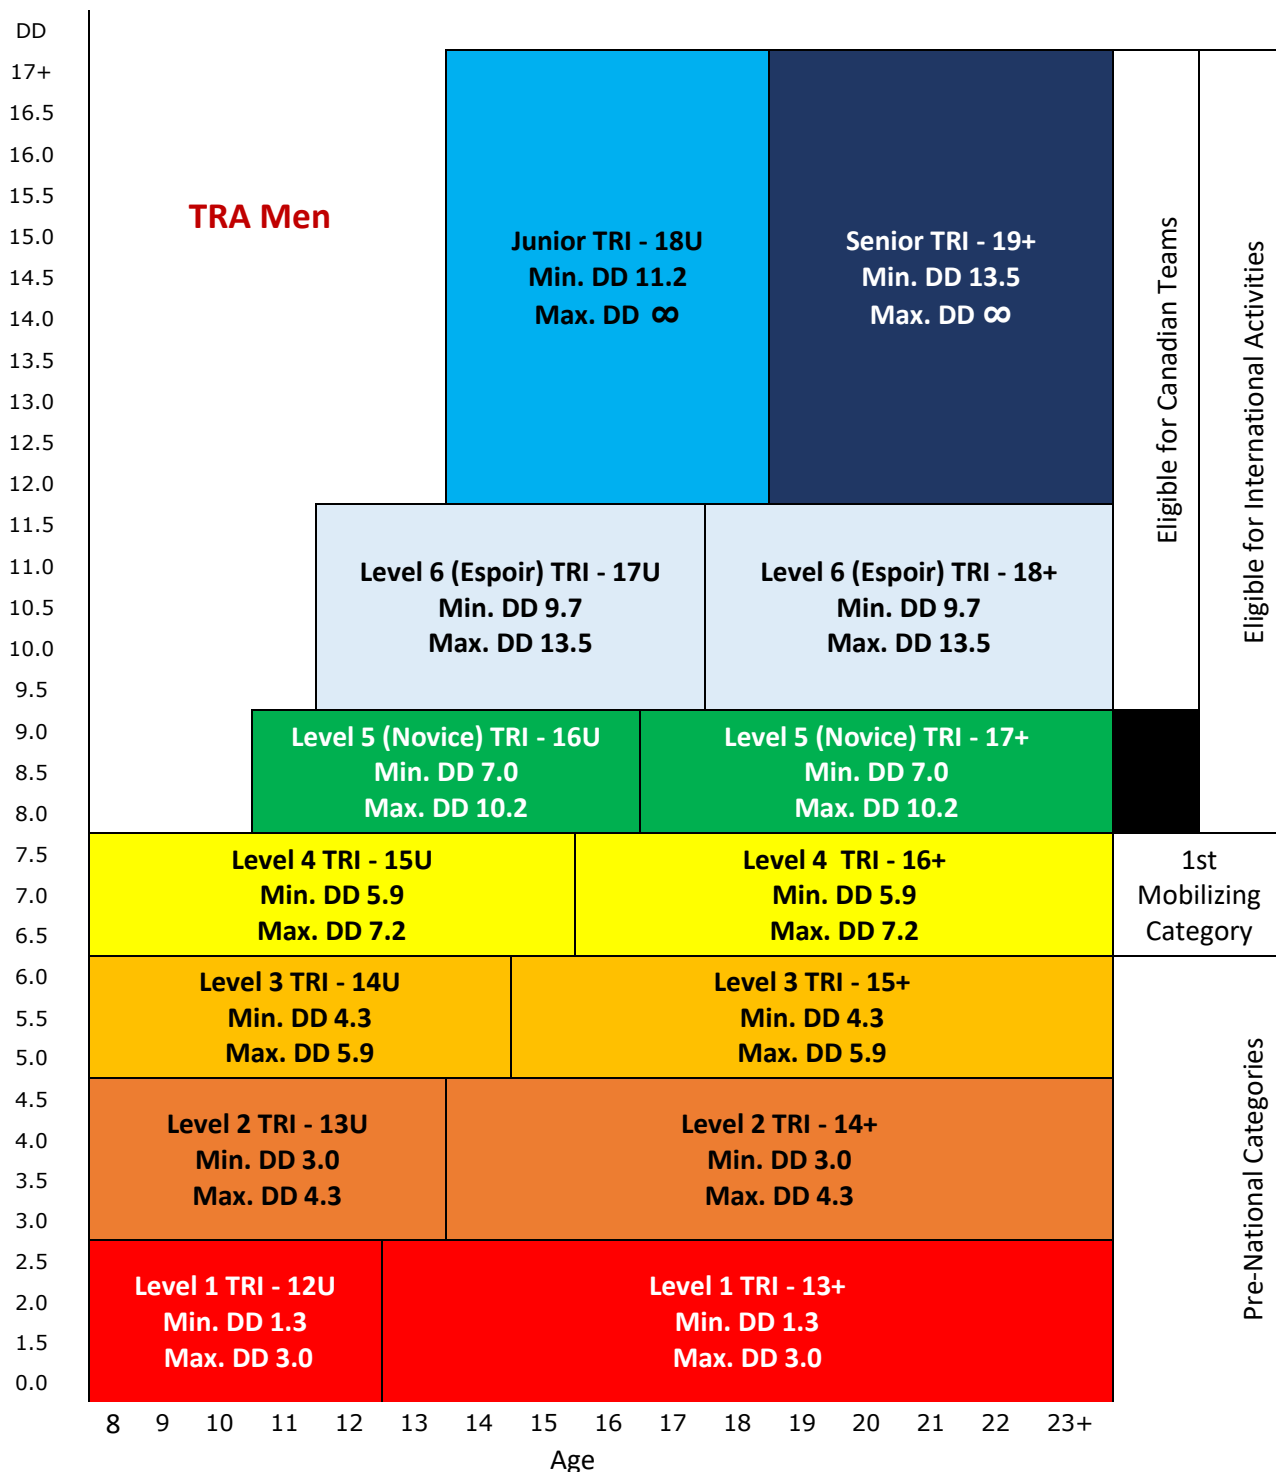 DD
17+
16.5
16.0
15.5
15.0
14.5
14.0
13.5
13.0
12.5
12.0
11.5
11.0
10.5
10.0
9.5
9.0
8.5
8.0
7.5
7.0
6.5
6.0
5.5
5.0
4.5
4.0
3.5
3.0
2.5
2.0
1.5
0.0
TRA Men
Junior TRI - 18U
Min. DD 11.2
Max. DD ∞
Senior TRI - 19+
Min. DD 13.5
Max. DD ∞
Level 6 (Espoir) TRI - 17U
Min. DD 9.7
Max. DD 13.5
Level 6 (Espoir) TRI - 18+
Min. DD 9.7
Max. DD 13.5
Level 5 (Novice) TRI - 16U
Min. DD 7.0
Max. DD 10.2
Level 5 (Novice) TRI - 17+
Min. DD 7.0
Max. DD 10.2
Level 4 TRI - 15U
Min. DD 5.9
Max. DD 7.2
Level 4  TRI - 16+
Min. DD 5.9
Max. DD 7.2
Level 3 TRI - 14U
Min. DD 4.3
Max. DD 5.9
Level 3 TRI - 15+
Min. DD 4.3
Max. DD 5.9
Level 2 TRI - 13U
Min. DD 3.0
Max. DD 4.3
Level 2 TRI - 14+
Min. DD 3.0
Max. DD 4.3
Level 1 TRI - 12U
Min. DD 1.3
Max. DD 3.0
Level 1 TRI - 13+
Min. DD 1.3
Max. DD 3.0
Eligible for Canadian Teams
Eligible for International Activities
1st
Mobilizing
Category
Pre-National Categories
8 9 10 11 12 13 14 15 16 17 18 19 20 21 22 23+
Age